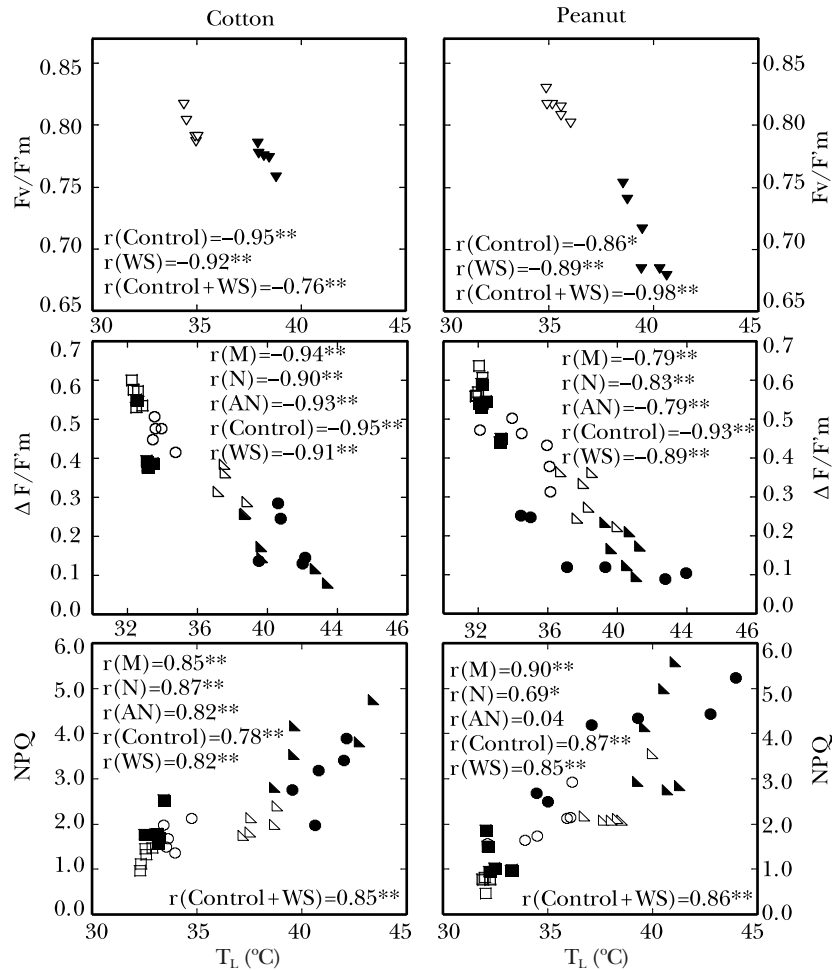 Cotton
Peanut
Fv/F'm
0.85
0.80
0.75
0.70
0.65
r(Control)=−0.95**
r(WS)=−0.92**
r(Control+WS)=−0.76**
30 35 40 45
r(Control)=−0.86*
r(WS)=−0.89**
r(Control+WS)=−0.98**
0.85
0.80
0.75
0.70
0.65
Fv/F'm
30 35 40 45
ΔF/F'm
0.7
0.6
0.5
0.4
0.3
0.2
0.1
0.0
r(M)=−0.94**
r(N)=−0.90**
r(AN)=−0.93**
r(Control)=−0.95**
r(WS)=−0.91**
32 36 40 42 46
r(M)=−0.79**
r(N)=−0.83**
r(AN)=−0.79**
r(Control)=−0.93**
r(WS)=−0.89**
0.7
0.6
0.5
0.4
0.3
0.2
0.1
0.0
ΔF/F'm
32 36 40 42 46
NPQ
6.0
5.0
4.0
3.0
2.0
1.0
0.0
r(M)=0.85**
r(N)=0.87**
r(AN)=0.82**
r(Control)=0.78**
r(WS)=0.82**
r(Control+WS)=0.85**
30 35 40 45
T_L (ºC)
r(M)=0.90**
r(N)=0.69*
r(AN)=0.04
r(Control)=0.87**
r(WS)=0.85**
r(Control+WS)=0.86**
6.0
5.0
4.0
3.0
2.0
1.0
0.0
NPQ
30 35 40 45
T_L (ºC)